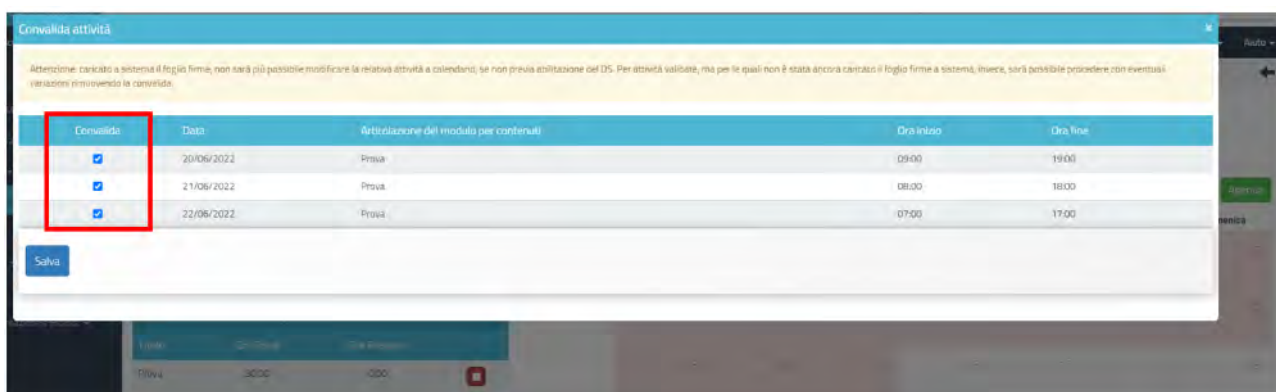 Convalida attività ×
Aiuto
Attenzione: caricato a sistema il foglio firme, non sarà più possibile modificare la relativa attività a calendario, se non previa abilitazione del DS. Per attività validate, ma per le quali non è stata ancora caricato il foglio firme a sistema, invece, sarà possibile procedere con eventuali
variazioni rimuovendo la convalida.
Convalida Data Articolazione del modulo per contenuti Ora inizio Ora fine
20/06/2022 Prova 09:00 19:00
21/06/2022 Prova 08:00 18:00
22/06/2022 Prova 07:00 17:00
Salva
Prova